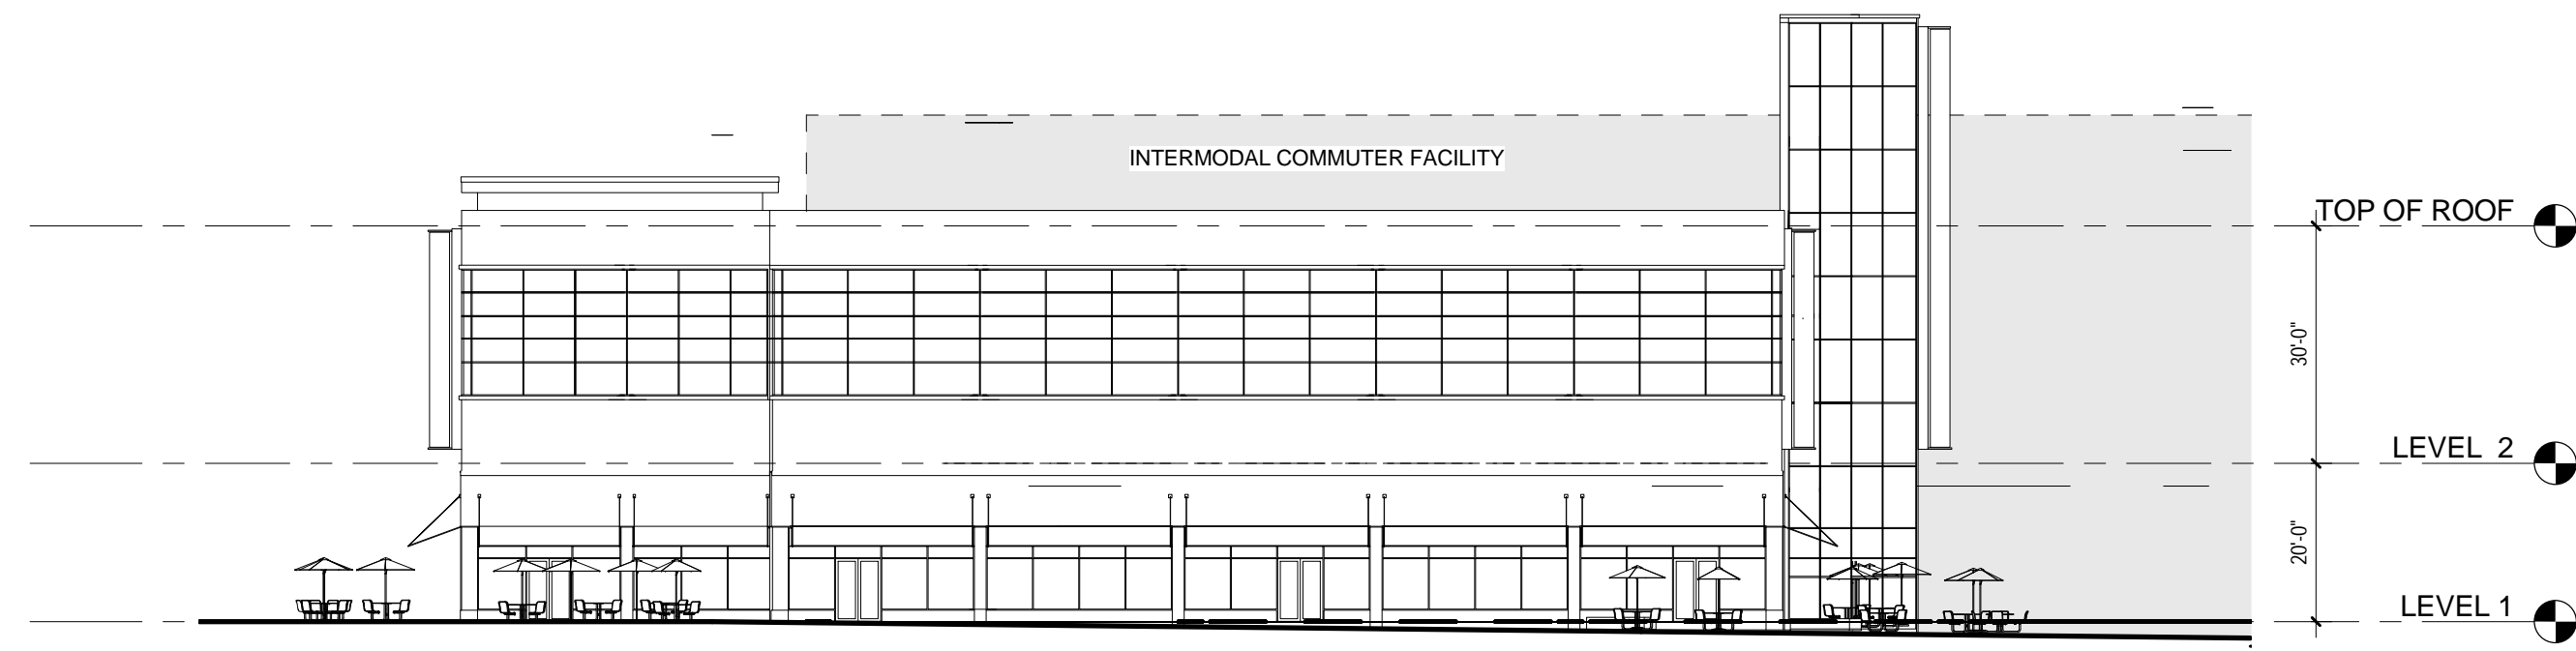 INTERMODAL COMMUTER FACILITY
TOP OF ROOF
30'-0"
LEVEL 2
20'-0"
LEVEL 1